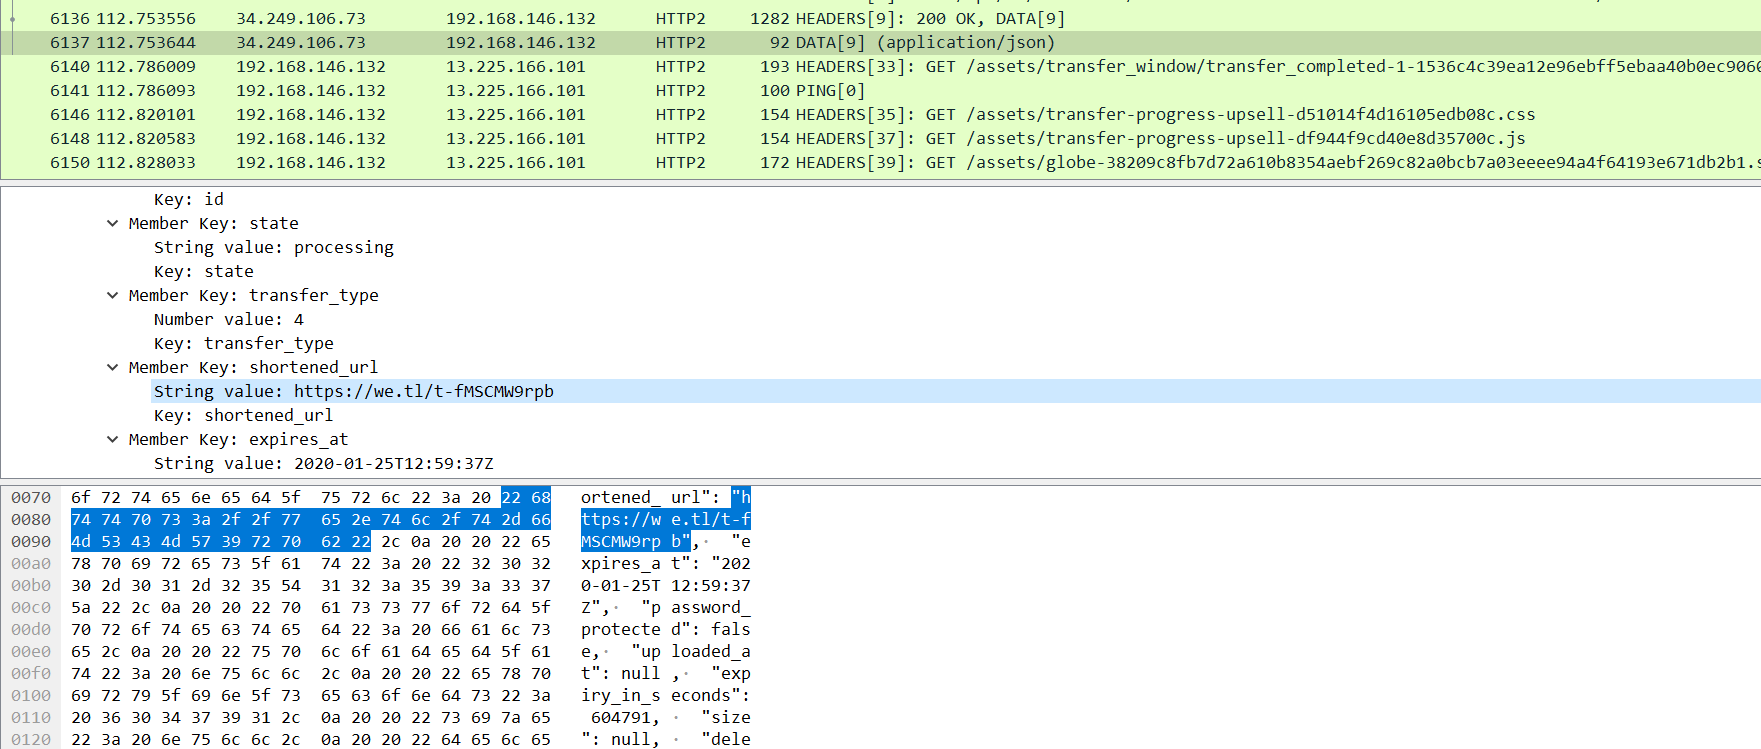 6136 112.753556 34.249.106.73 192.168.146.132 HTTP2 1282 HEADERS[9]: 200 OK, DATA[9]
6137 112.753644 34.249.106.73 192.168.146.132 HTTP2 92 DATA[9] (application/json)
6140 112.786009 192.168.146.132 13.225.166.101 HTTP2 193 HEADERS[33]: GET /assets/transfer_window/transfer_completed-1-1536c4c39ea12e96ebff5ebaa40b0ec9060
6141 112.786093 192.168.146.132 13.225.166.101 HTTP2 100 PING[0]
6146 112.820101 192.168.146.132 13.225.166.101 HTTP2 154 HEADERS[35]: GET /assets/transfer-progress-upsell-d51014f4d16105edb08c.css
6148 112.820583 192.168.146.132 13.225.166.101 HTTP2 154 HEADERS[37]: GET /assets/transfer-progress-upsell-df944f9cd40e8d35700c.js
6150 112.828033 192.168.146.132 13.225.166.101 HTTP2 172 HEADERS[39]: GET /assets/globe-38209c8fb7d72a610b8354aebf269c82a0bcb7a03eeee94a4f64193e671db2b1.s
Key: id
Member Key: state
String value: processing
Key: state
Member Key: transfer_type
Number value: 4
Key: transfer_type
Member Key: shortened_url
String value: https://we.tl/t-fMSCMW9rpb
Key: shortened_url
Member Key: expires_at
String value: 2020-01-25T12:59:37Z
0070 6f 72 74 65 6e 65 64 5f 75 72 6c 22 3a 20 22 68 ortened_ url": "h
0080 74 74 70 73 3a 2f 2f 77 65 2e 74 6c 2f 74 2d 66 ttps://w e.tl/t-f
0090 4d 53 43 4d 57 39 72 70 62 22 2c 0a 20 20 22 65 MSCMW9rp b",· "e
00a0 78 70 69 72 65 73 5f 61 74 22 3a 20 22 32 30 32 xpires_a t": "202
00b0 30 2d 30 31 2d 32 35 54 31 32 3a 35 39 3a 33 37 0-01-25T 12:59:37
00c0 5a 22 2c 0a 20 20 22 70 61 73 73 77 6f 72 64 5f Z",· "p assword_
00d0 70 72 6f 74 65 63 74 65 64 22 3a 20 66 61 6c 73 protecte d": fals
00e0 65 2c 0a 20 20 22 75 70 6c 6f 61 64 65 64 5f 61 e,· "up loaded_a
00f0 74 22 3a 20 6e 75 6c 6c 2c 0a 20 20 22 65 78 70 t": null ,· "exp
0100 69 72 79 5f 69 6e 5f 73 65 63 6f 6e 64 73 22 3a iry_in_s econds":
0110 20 36 30 34 37 39 31 2c 0a 20 20 22 73 69 7a 65 604791, · "size
0120 22 3a 20 6e 75 6c 6c 2c 0a 20 20 22 64 65 6c 65 ": null, · "dele